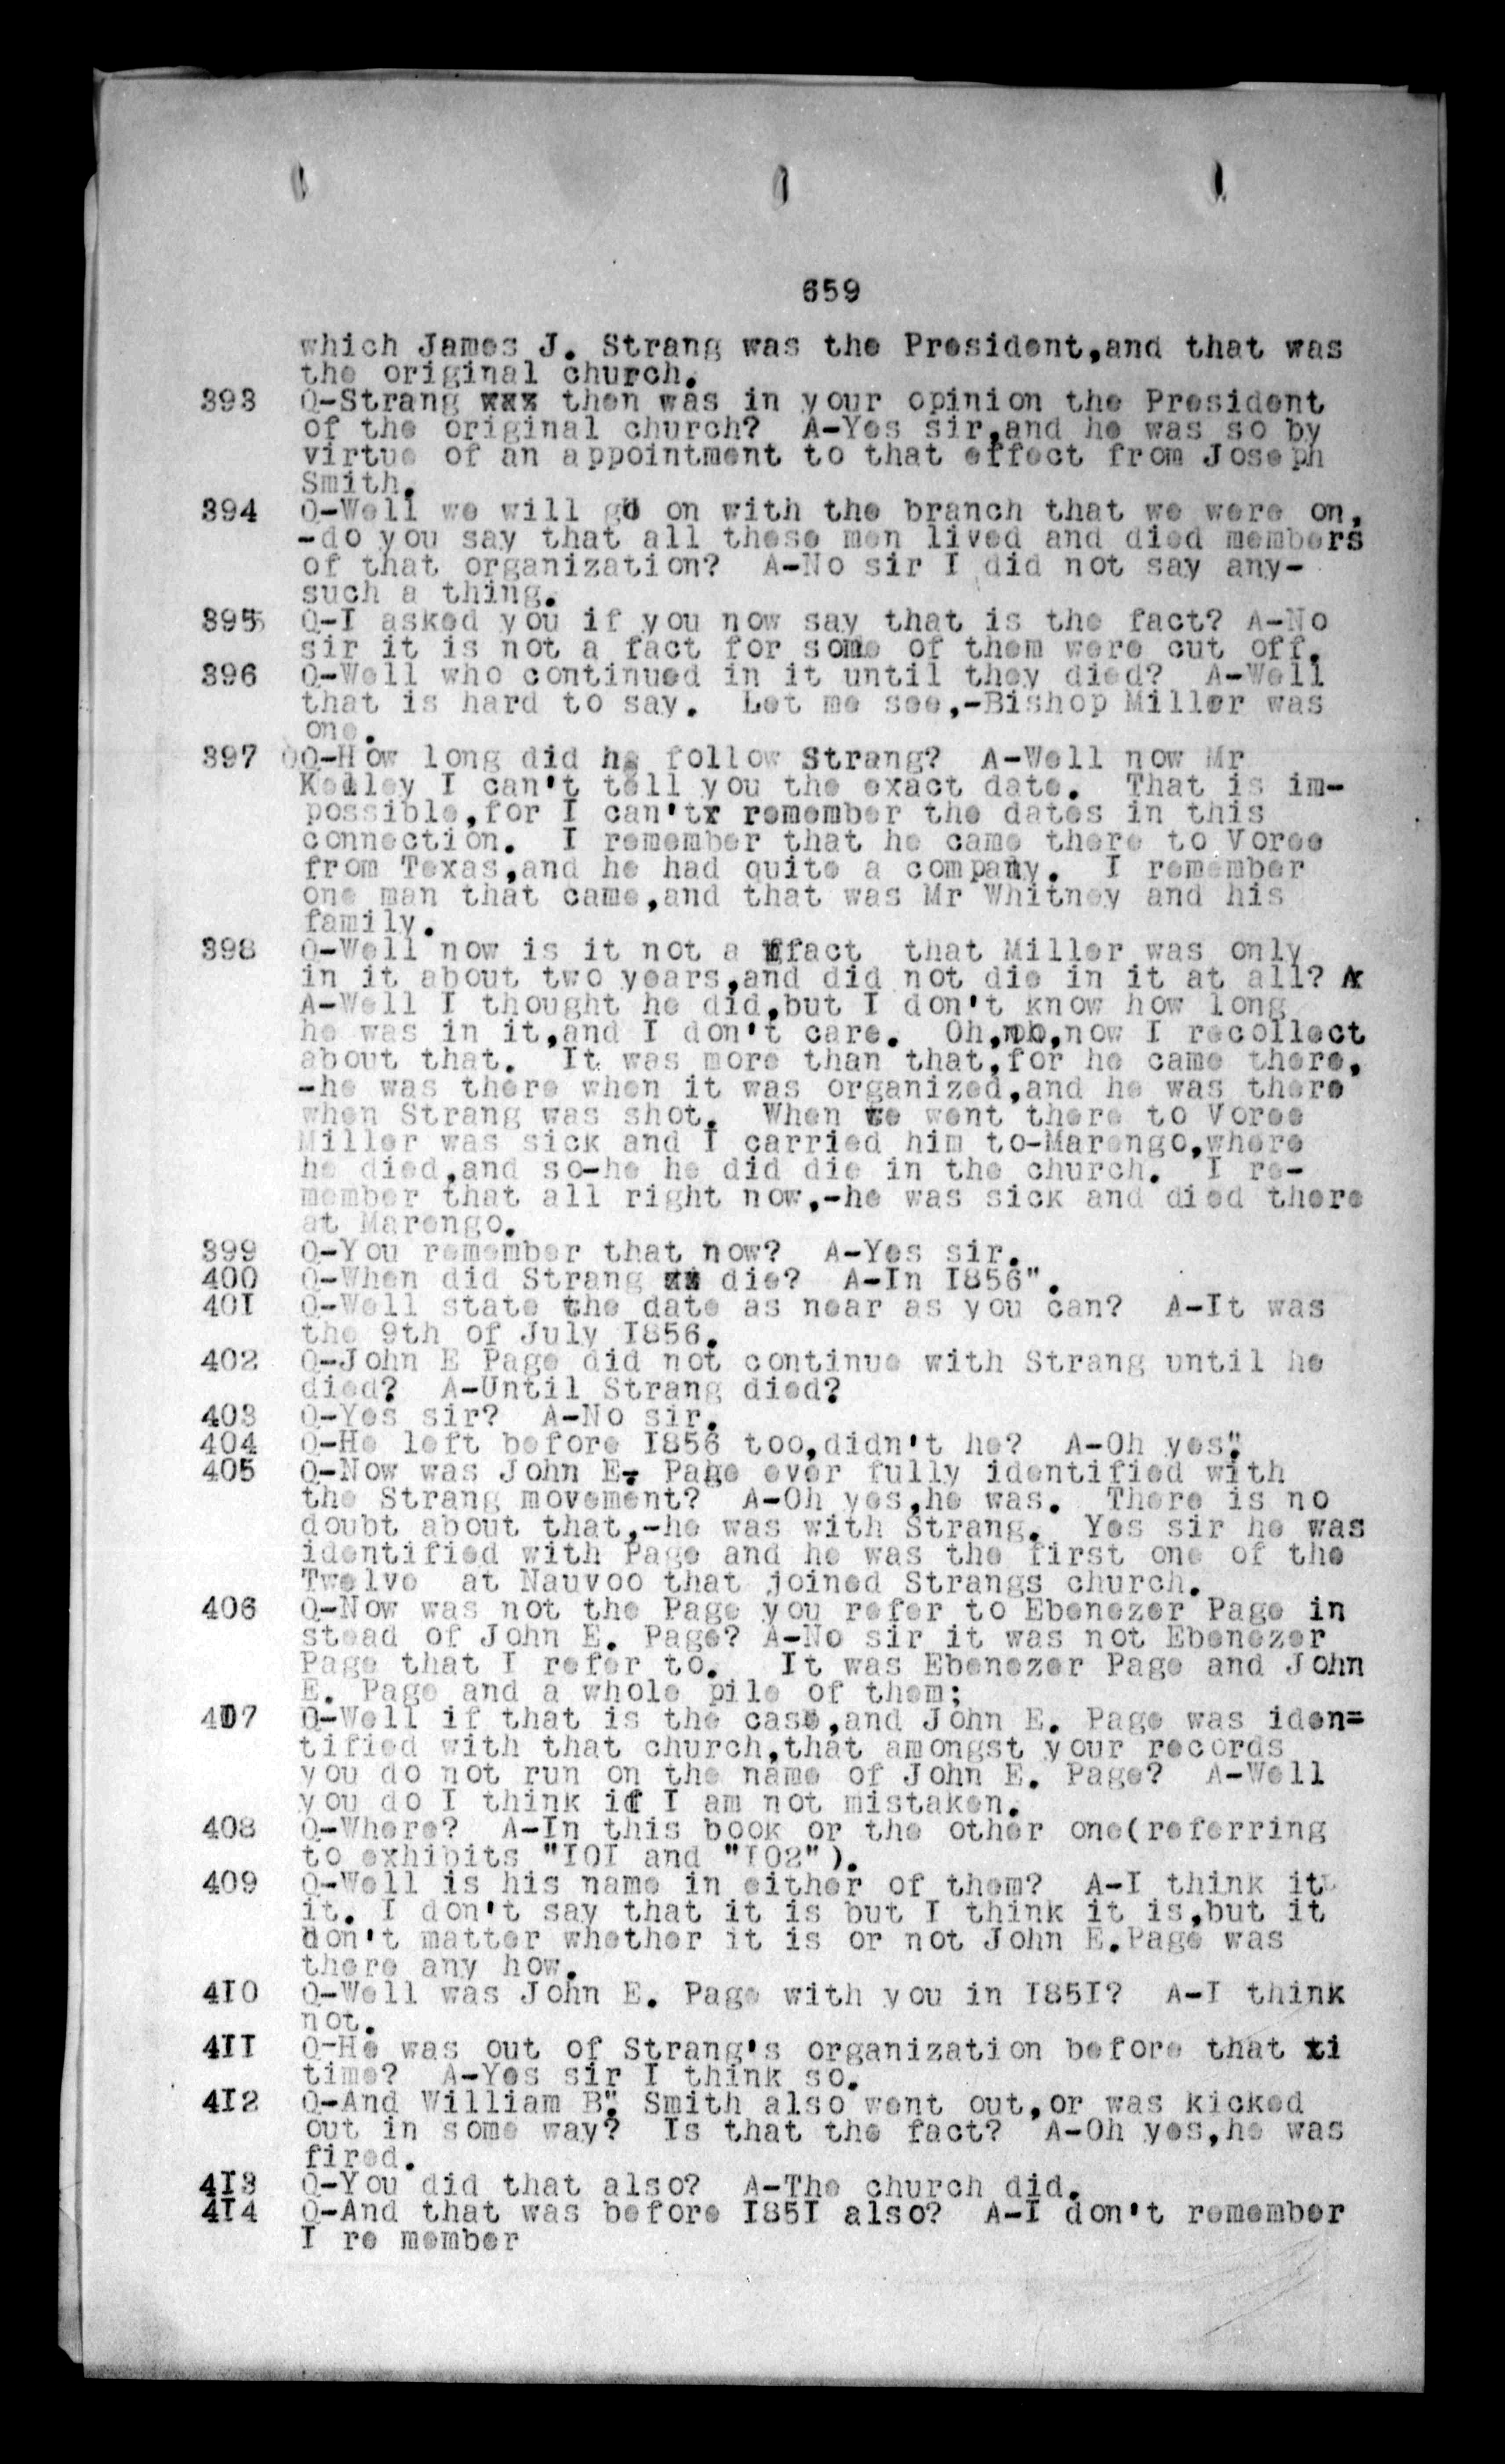 659
which James J. Strang was the President,and that was
the original church.
393 Q-Strang xxx then was in your opinion the President
of the original church? A-Yes sir,and he was so by
virtue of an appointment to that effect from Joseph
Smith.
394 Q-Well we will go on with the branch that we were on,
-do you say that all these men lived and died members
of that organization? A-No sir I did not say any-
such a thing.
395 Q-I asked you if you now say that is the fact? A-No
sir it is not a fact for some of them were cut off.
396 Q-Well who continued in it until they died? A-Well
that is hard to say. Let me see,-Bishop Miller was
one.
397 Q-How long did he follow Strang? A-Well now Mr
Kelley I can't tell you the exact date. That is im-
possible,for I can'tx remember the dates in this
connection. I remember that he came there to Voree
from Texas,and he had quite a company. I remember
one man that came,and that was Mr Whitney and his
family.
398 Q-Well now is it not a fact that Miller was only
in it about two years,and did not die in it at all? A
A-Well I thought he did,but I don't know how long
he was in it,and I don't care. Oh,no,now I recollect
about that. It was more than that,for he came there,
-he was there when it was organized,and he was there
when Strang was shot. When we went there to Voree
Miller was sick and I carried him to-Marengo,where
he died,and so-he he did die in the church. I re-
member that all right now,-he was sick and died there
at Marengo.
399 Q-You remember that now? A-Yes sir.
400 Q-When did Strang xx die? A-In I856".
40I Q-Well state the date as near as you can? A-It was
the 9th of July I856.
402 Q-John E Page did not continue with Strang until he
died? A-Until Strang died?
403 Q-Yes sir? A-No sir.
404 Q-He left before I856 too,didn't he? A-Oh yes".
405 Q-Now was John E. Page ever fully identified with
the Strang movement? A-Oh yes,he was. There is no
doubt about that,-he was with Strang. Yes sir he was
identified with Page and he was the first one of the
Twelve at Nauvoo that joined Strangs church.
406 Q-Now was not the Page you refer to Ebenezer Page in
stead of John E. Page? A-No sir it was not Ebenezer
Page that I refer to. It was Ebenezer Page and John
E. Page and a whole pile of them;
407 Q-Well if that is the case,and John E. Page was iden=
tified with that church,that amongst your records
you do not run on the name of John E. Page? A-Well
you do I think if I am not mistaken.
408 Q-Where? A-In this book or the other one(referring
to exhibits "IOI and "IO2").
409 Q-Well is his name in either of them? A-I think it
it. I don't say that it is but I think it is,but it
don't matter whether it is or not John E.Page was
there any how.
4I0 Q-Well was John E. Page with you in I85I? A-I think
not.
4II Q-He was out of Strang's organization before that ti
time? A-Yes sir I think so.
4I2 Q-And William B". Smith also went out,or was kicked
out in some way? Is that the fact? A-Oh yes,he was
fired.
4I3 Q-You did that also? A-The church did.
4I4 Q-And that was before I85I also? A-I don't remember
I re member